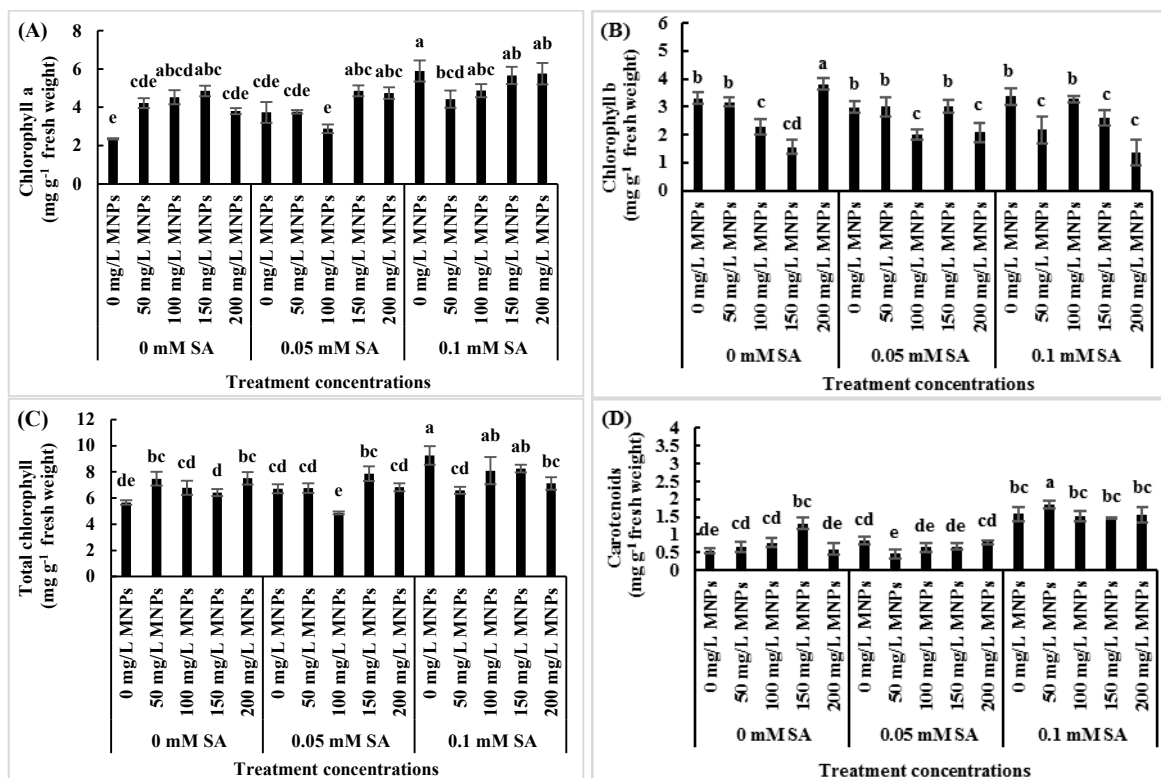 (A)
Chlorophyll a
(mg g-1 fresh weight)
8
6
4
2
0
e
cde
abcd
abc
cde
cde
cde
e
abc
abc
a
bcd
abc
ab
ab
0 mg/L MNPs
50 mg/L MNPs
100 mg/L MNPs
150 mg/L MNPs
200 mg/L MNPs
0 mg/L MNPs
50 mg/L MNPs
100 mg/L MNPs
150 mg/L MNPs
200 mg/L MNPs
0 mg/L MNPs
50 mg/L MNPs
100 mg/L MNPs
150 mg/L MNPs
200 mg/L MNPs
0 mM SA
0.05 mM SA
0.1 mM SA
Treatment concentrations
(B)
Chlorophyll b
(mg g-1 fresh weight)
6
5
4
3
2
1
0
b
b
c
cd
a
b
b
c
b
c
b
c
b
c
c
0 mg/L MNPs
50 mg/L MNPs
100 mg/L MNPs
150 mg/L MNPs
200 mg/L MNPs
0 mg/L MNPs
50 mg/L MNPs
100 mg/L MNPs
150 mg/L MNPs
200 mg/L MNPs
0 mg/L MNPs
50 mg/L MNPs
100 mg/L MNPs
150 mg/L MNPs
200 mg/L MNPs
0 mM SA
0.05 mM SA
0.1 mM SA
Treatment concentrations
(C)
Total chlorophyll
(mg g-1 fresh weight)
12
10
8
6
4
2
0
de
bc
cd
d
bc
cd
cd
e
bc
cd
a
cd
ab
ab
bc
0 mg/L MNPs
50 mg/L MNPs
100 mg/L MNPs
150 mg/L MNPs
200 mg/L MNPs
0 mg/L MNPs
50 mg/L MNPs
100 mg/L MNPs
150 mg/L MNPs
200 mg/L MNPs
0 mg/L MNPs
50 mg/L MNPs
100 mg/L MNPs
150 mg/L MNPs
200 mg/L MNPs
0 mM SA
0.05 mM SA
0.1 mM SA
Treatment concentrations
(D)
Carotenoids
(mg g-1 fresh weight)
4
3.5
3
2.5
2
1.5
1
0.5
0
de
cd
cd
bc
de
cd
e
de
de
cd
bc
a
bc
bc
bc
0 mg/L MNPs
50 mg/L MNPs
100 mg/L MNPs
150 mg/L MNPs
200 mg/L MNPs
0 mg/L MNPs
50 mg/L MNPs
100 mg/L MNPs
150 mg/L MNPs
200 mg/L MNPs
0 mg/L MNPs
50 mg/L MNPs
100 mg/L MNPs
150 mg/L MNPs
200 mg/L MNPs
0 mM SA
0.05 mM SA
0.1 mM SA
Treatment concentrations